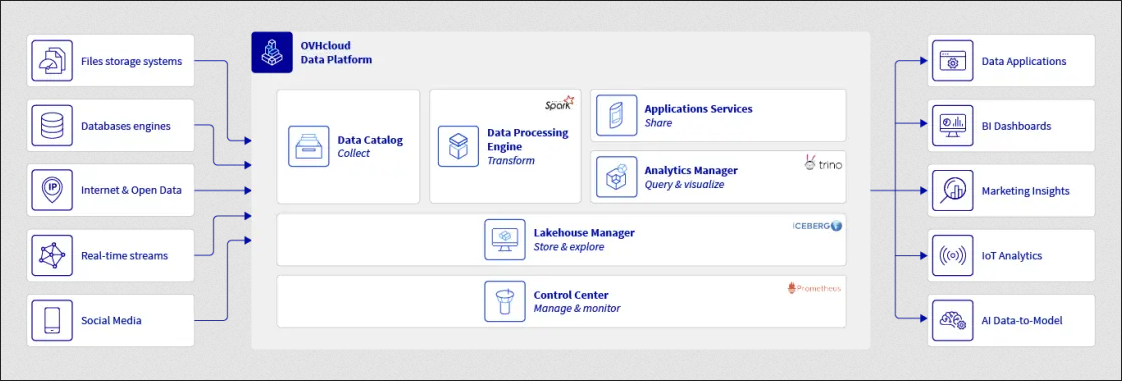 Files storage systems
Databases engines
Internet & Open Data
IP
Real-time streams
Social Media
OVHcloud
Data Platform
Data Catalog
Collect
Spark
Data Processing
Engine
Transform
Applications Services
Share
trino
Analytics Manager
Query & visualize
ICEBERG
Lakehouse Manager
Store & explore
Prometheus
Control Center
Manage & monitor
Data Applications
BI Dashboards
Marketing Insights
IoT Analytics
AI Data-to-Model